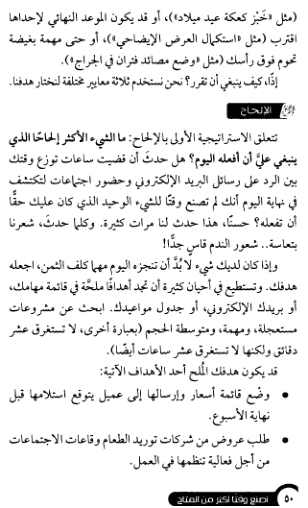 (مثل «خَبْز كعكة عيد ميلاد»)، أو قد يكون الموعد النهائي لإحداها
اقترب (مثل «استكمال العرض الإيضاحي»)، أو حتى مهمة بغيضة
تحوم فوق رأسك (مثل «وضع مصائد فئران في الجراج»).
إذًا، كيف ينبغي أن تقرر؟ نحن نستخدم ثلاثة معايير مختلفة لنختار هدفنا.
الإلحاح
تتعلق الاستراتيجية الأولى بالإلحاح: ما الشيء الأكثر إلحاحًا الذي
ينبغي عليَّ أن أفعله اليوم؟ هل حدث أن قضيت ساعات توزع وقتك
بين الرد على رسائل البريد الإلكتروني وحضور اجتماعات لتكتشف
في نهاية اليوم أنك لم تصنع وقتًا للشيء الوحيد الذي كان عليك حقًّا
أن تفعله؟ حسنًا، هذا حدث لنا مرات كثيرة. وكلما حدث، شعرنا
بتعاسة.. شعور الندم قاسٍ جدًّا!
وإذا كان لديك شيء لا بُدَّ أن تنجزه اليوم مهما كلف الثمن، اجعله
هدفك. وتستطيع في أحيان كثيرة أن تجد أهدافًا ملحَّة في قائمة مهامك،
أو بريدك الإلكتروني، أو جدول مواعيدك. ابحث عن مشروعات
مستعجلة، ومهمة، ومتوسطة الحجم (بعبارة أخرى، لا تستغرق عشر
دقائق ولكنها لا تستغرق عشر ساعات أيضًا).
قد يكون هدفك المُلح أحد الأهداف الآتية:
● وضْع قائمة أسعار وإرسالها إلى عميل يتوقع استلامها قبل
نهاية الأسبوع.
● طلب عروض من شركات توريد الطعام وقاعات الاجتماعات
من أجل فعالية تنظمها في العمل.
٥٠ اصنع وقتًا أكثر من المتاح